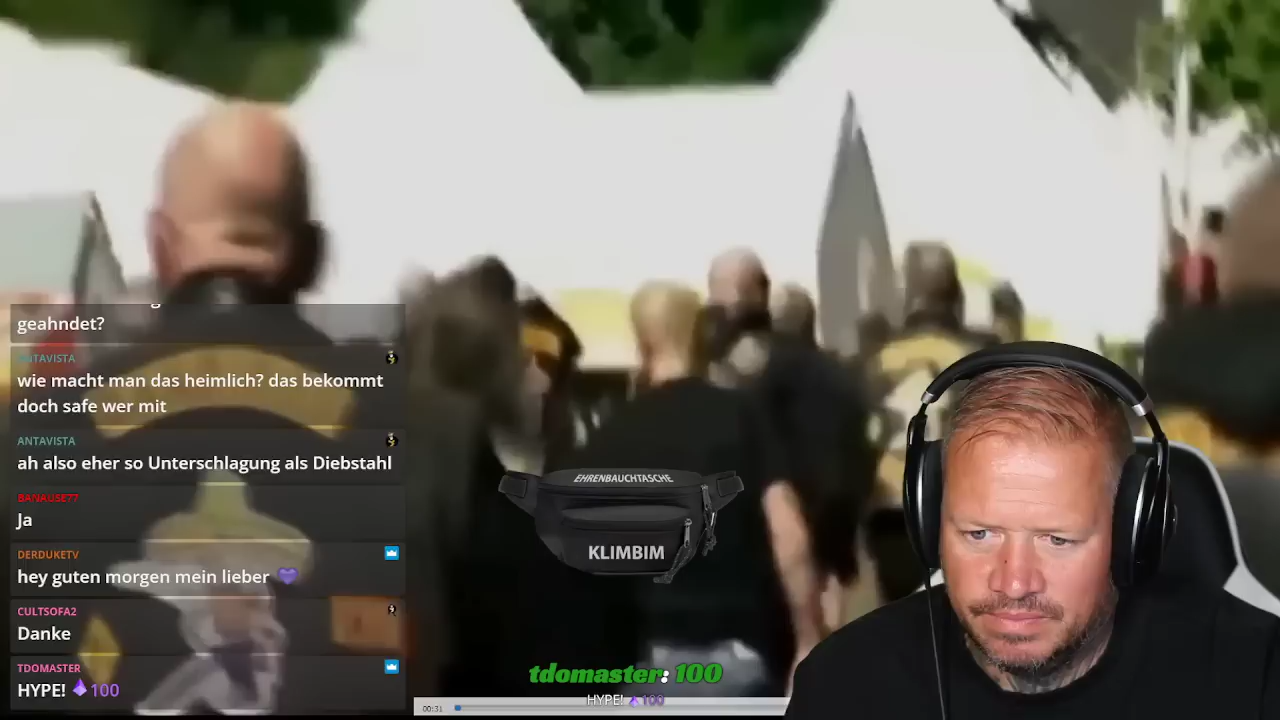 geahndet?
wie macht man das heimlich? das bekommt
doch safe wer mit
ANTAVISTA
ah also eher so Unterschlagung als Diebstahl
BANAUSE77
Ja
DERDUKETV
hey guten morgen mein lieber
CULTSOFA2
Danke
TDOMASTER
HYPE! 100
EHRENBAUCHTASCHE
KLIMBIM
tdomaster: 100
HYPE! 100
00:31